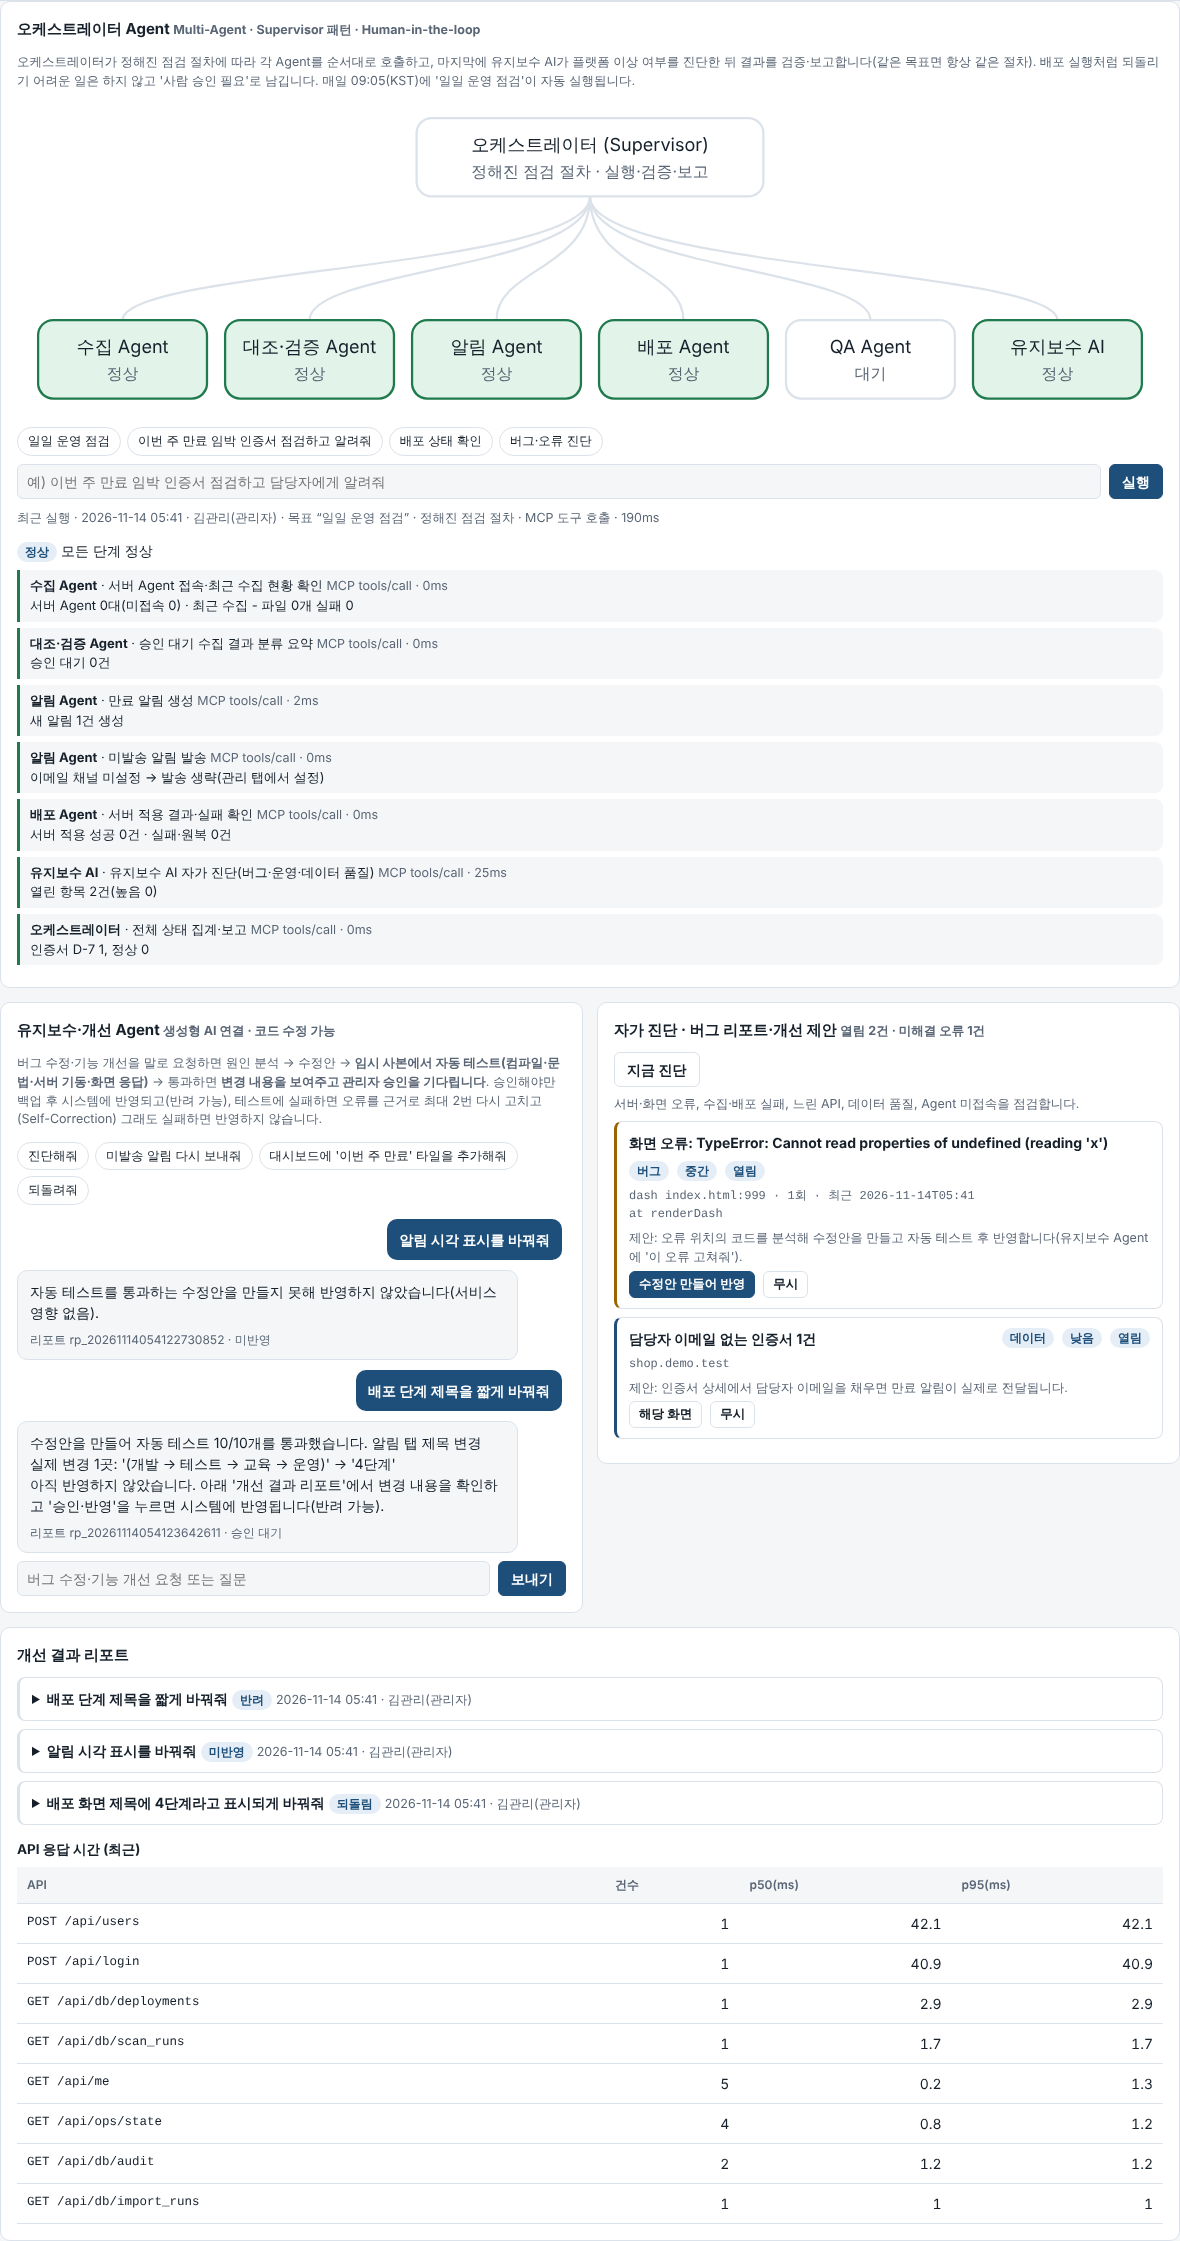 오케스트레이터 Agent Multi-Agent · Supervisor 패턴 · Human-in-the-loop
오케스트레이터가 정해진 점검 절차에 따라 각 Agent를 순서대로 호출하고, 마지막에 유지보수 AI가 플랫폼 이상 여부를 진단한 뒤 결과를 검증·보고합니다(같은 목표면 항상 같은 절차). 배포 실행처럼 되돌리
기 어려운 일은 하지 않고 '사람 승인 필요'로 남깁니다. 매일 09:05(KST)에 '일일 운영 점검'이 자동 실행됩니다.
오케스트레이터 (Supervisor)
정해진 점검 절차 · 실행·검증·보고
수집 Agent
정상
대조·검증 Agent
정상
알림 Agent
정상
배포 Agent
정상
QA Agent
대기
유지보수 AI
정상
일일 운영 점검
이번 주 만료 임박 인증서 점검하고 알려줘
배포 상태 확인
버그·오류 진단
예) 이번 주 만료 임박 인증서 점검하고 담당자에게 알려줘
실행
최근 실행 · 2026-11-14 05:41 · 김관리(관리자) · 목표 “일일 운영 점검” · 정해진 점검 절차 · MCP 도구 호출 · 190ms
정상 모든 단계 정상
수집 Agent · 서버 Agent 접속·최근 수집 현황 확인 MCP tools/call · 0ms
서버 Agent 0대(미접속 0) · 최근 수집 - 파일 0개 실패 0
대조·검증 Agent · 승인 대기 수집 결과 분류 요약 MCP tools/call · 0ms
승인 대기 0건
알림 Agent · 만료 알림 생성 MCP tools/call · 2ms
새 알림 1건 생성
알림 Agent · 미발송 알림 발송 MCP tools/call · 0ms
이메일 채널 미설정 → 발송 생략(관리 탭에서 설정)
배포 Agent · 서버 적용 결과·실패 확인 MCP tools/call · 0ms
서버 적용 성공 0건 · 실패·원복 0건
유지보수 AI · 유지보수 AI 자가 진단(버그·운영·데이터 품질) MCP tools/call · 25ms
열린 항목 2건(높음 0)
오케스트레이터 · 전체 상태 집계·보고 MCP tools/call · 0ms
인증서 D-7 1, 정상 0
유지보수·개선 Agent 생성형 AI 연결 · 코드 수정 가능
버그 수정·기능 개선을 말로 요청하면 원인 분석 → 수정안 → 임시 사본에서 자동 테스트(컴파일·문
법·서버 기동·화면 응답) → 통과하면 변경 내용을 보여주고 관리자 승인을 기다립니다. 승인해야만
백업 후 시스템에 반영되고(반려 가능), 테스트에 실패하면 오류를 근거로 최대 2번 다시 고치고
(Self-Correction) 그래도 실패하면 반영하지 않습니다.
진단해줘
미발송 알림 다시 보내줘
대시보드에 '이번 주 만료' 타일을 추가해줘
되돌려줘
알림 시각 표시를 바꿔줘
자동 테스트를 통과하는 수정안을 만들지 못해 반영하지 않았습니다(서비스
영향 없음).
리포트 rp_20261114054122730852 · 미반영
배포 단계 제목을 짧게 바꿔줘
수정안을 만들어 자동 테스트 10/10개를 통과했습니다. 알림 탭 제목 변경
실제 변경 1곳: '(개발 → 테스트 → 교육 → 운영)' → '4단계'
아직 반영하지 않았습니다. 아래 '개선 결과 리포트'에서 변경 내용을 확인하
고 '승인·반영'을 누르면 시스템에 반영됩니다(반려 가능).
리포트 rp_20261114054123642611 · 승인 대기
버그 수정·기능 개선 요청 또는 질문
보내기
자가 진단 · 버그 리포트·개선 제안 열림 2건 · 미해결 오류 1건
지금 진단
서버·화면 오류, 수집·배포 실패, 느린 API, 데이터 품질, Agent 미접속을 점검합니다.
화면 오류: TypeError: Cannot read properties of undefined (reading 'x')
버그 중간 열림
dash index.html:999 · 1회 · 최근 2026-11-14T05:41
at renderDash
제안: 오류 위치의 코드를 분석해 수정안을 만들고 자동 테스트 후 반영합니다(유지보수 Agent
에 '이 오류 고쳐줘').
수정안 만들어 반영
무시
담당자 이메일 없는 인증서 1건 데이터 낮음 열림
shop.demo.test
제안: 인증서 상세에서 담당자 이메일을 채우면 만료 알림이 실제로 전달됩니다.
해당 화면
무시
개선 결과 리포트
▶ 배포 단계 제목을 짧게 바꿔줘 반려 2026-11-14 05:41 · 김관리(관리자)
▶ 알림 시각 표시를 바꿔줘 미반영 2026-11-14 05:41 · 김관리(관리자)
▶ 배포 화면 제목에 4단계라고 표시되게 바꿔줘 되돌림 2026-11-14 05:41 · 김관리(관리자)
API 응답 시간 (최근)
API 건수 p50(ms) p95(ms)
POST /api/users 1 42.1 42.1
POST /api/login 1 40.9 40.9
GET /api/db/deployments 1 2.9 2.9
GET /api/db/scan_runs 1 1.7 1.7
GET /api/me 5 0.2 1.3
GET /api/ops/state 4 0.8 1.2
GET /api/db/audit 2 1.2 1.2
GET /api/db/import_runs 1 1 1